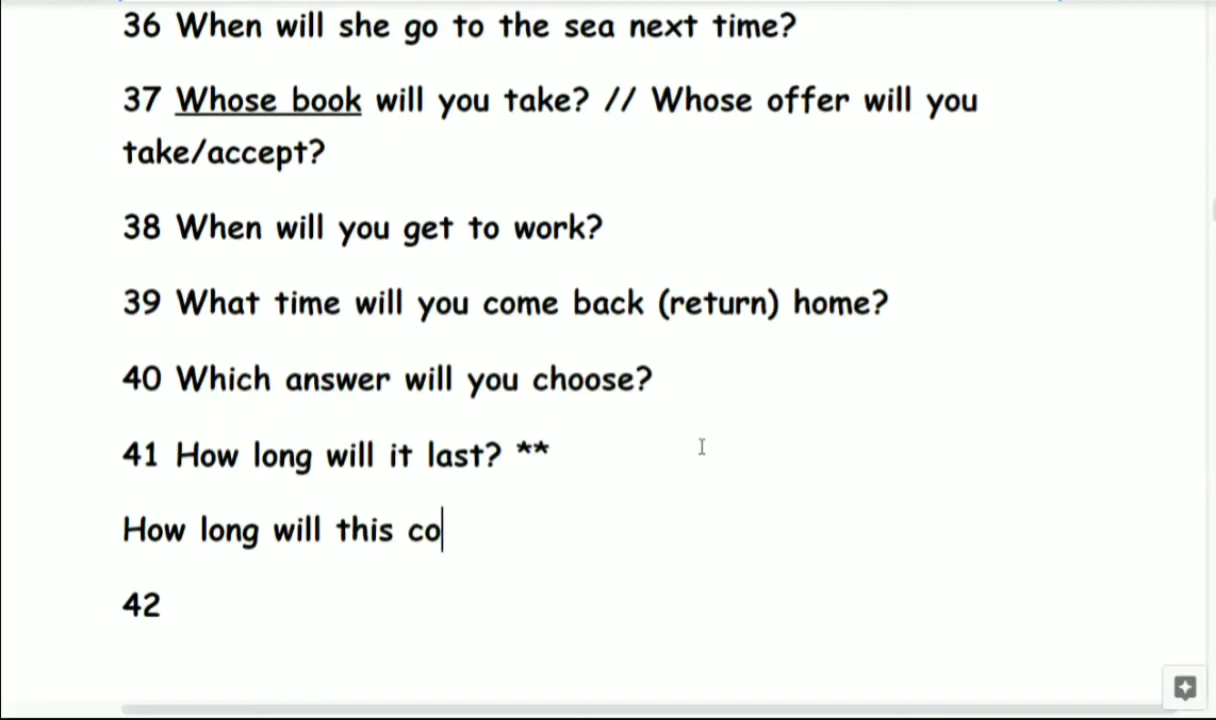 36 When will she go to the sea next time?
37 Whose book will you take? // Whose offer will you
take/accept?
38 When will you get to work?
39 What time will you come back (return) home?
40 Which answer will you choose?
41 How long will it last? **
How long will this co
42